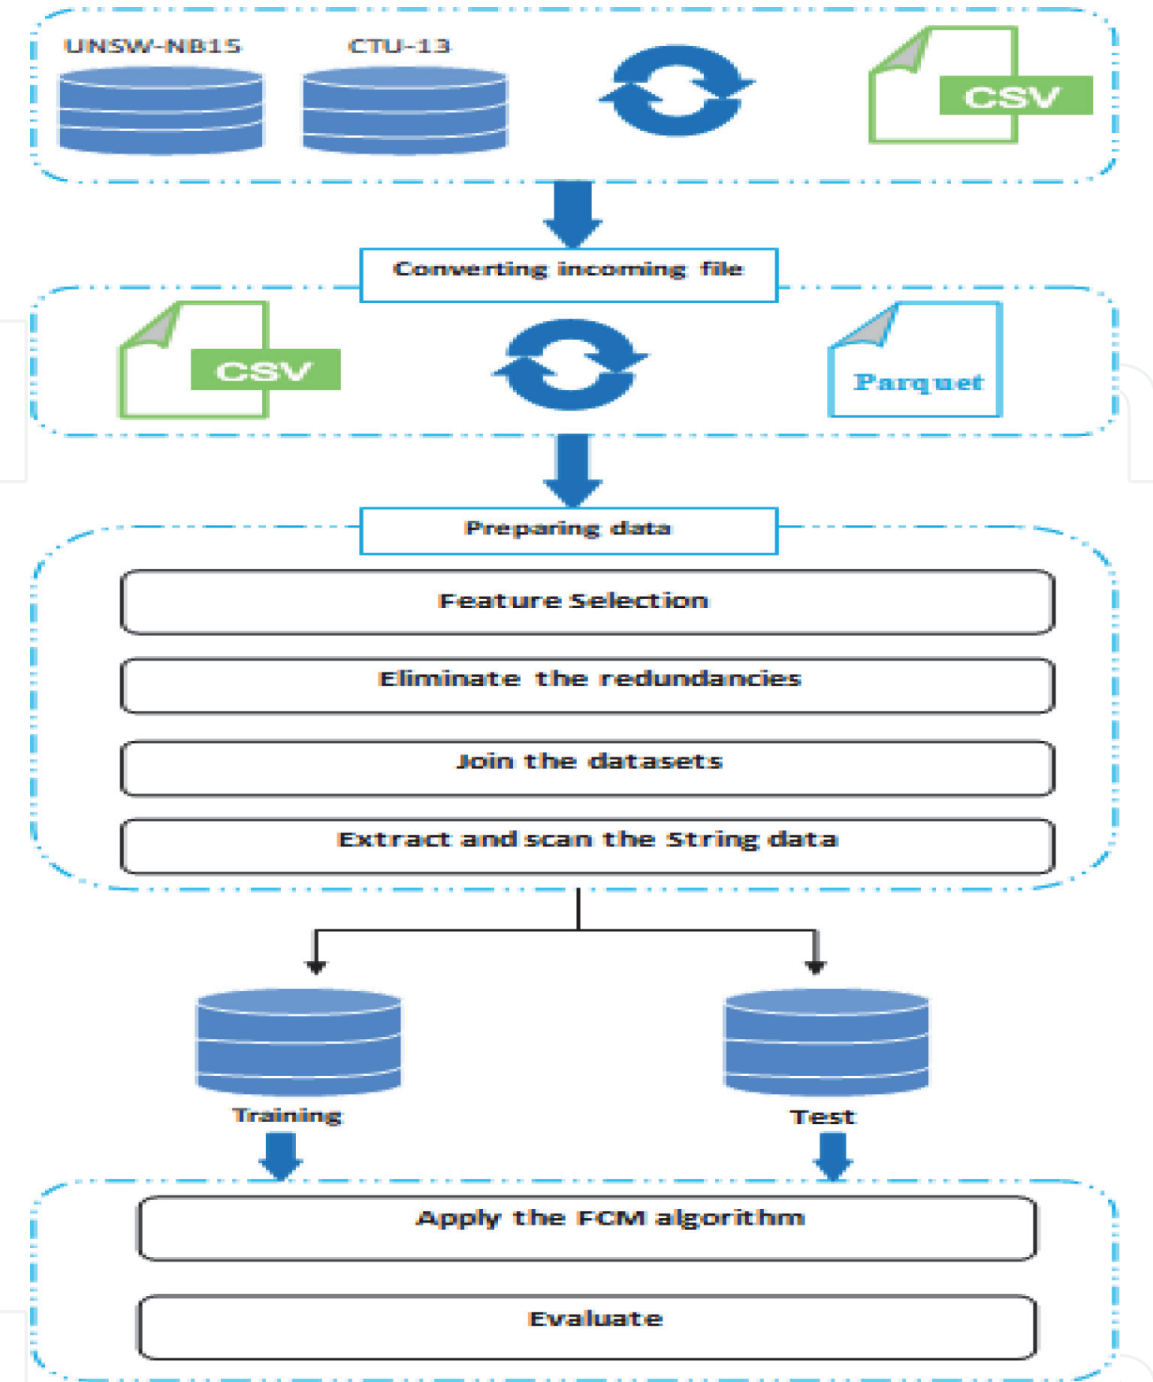 UNSW-NB15
CTU-13
CSV
Converting incoming file
CSV
Parquet
Preparing data
Feature Selection
Eliminate the redundancies
Join the datasets
Extract and scan the String data
Training
Test
Apply the FCM algorithm
Evaluate